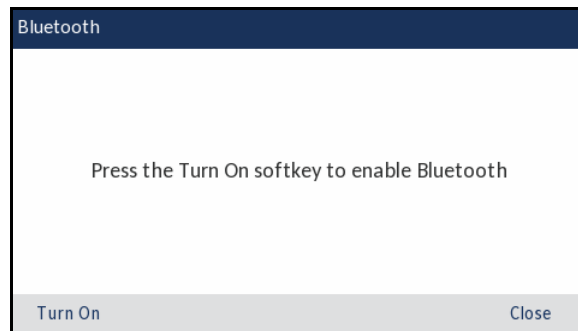 Bluetooth
Press the Turn On softkey to enable Bluetooth
Turn On Close